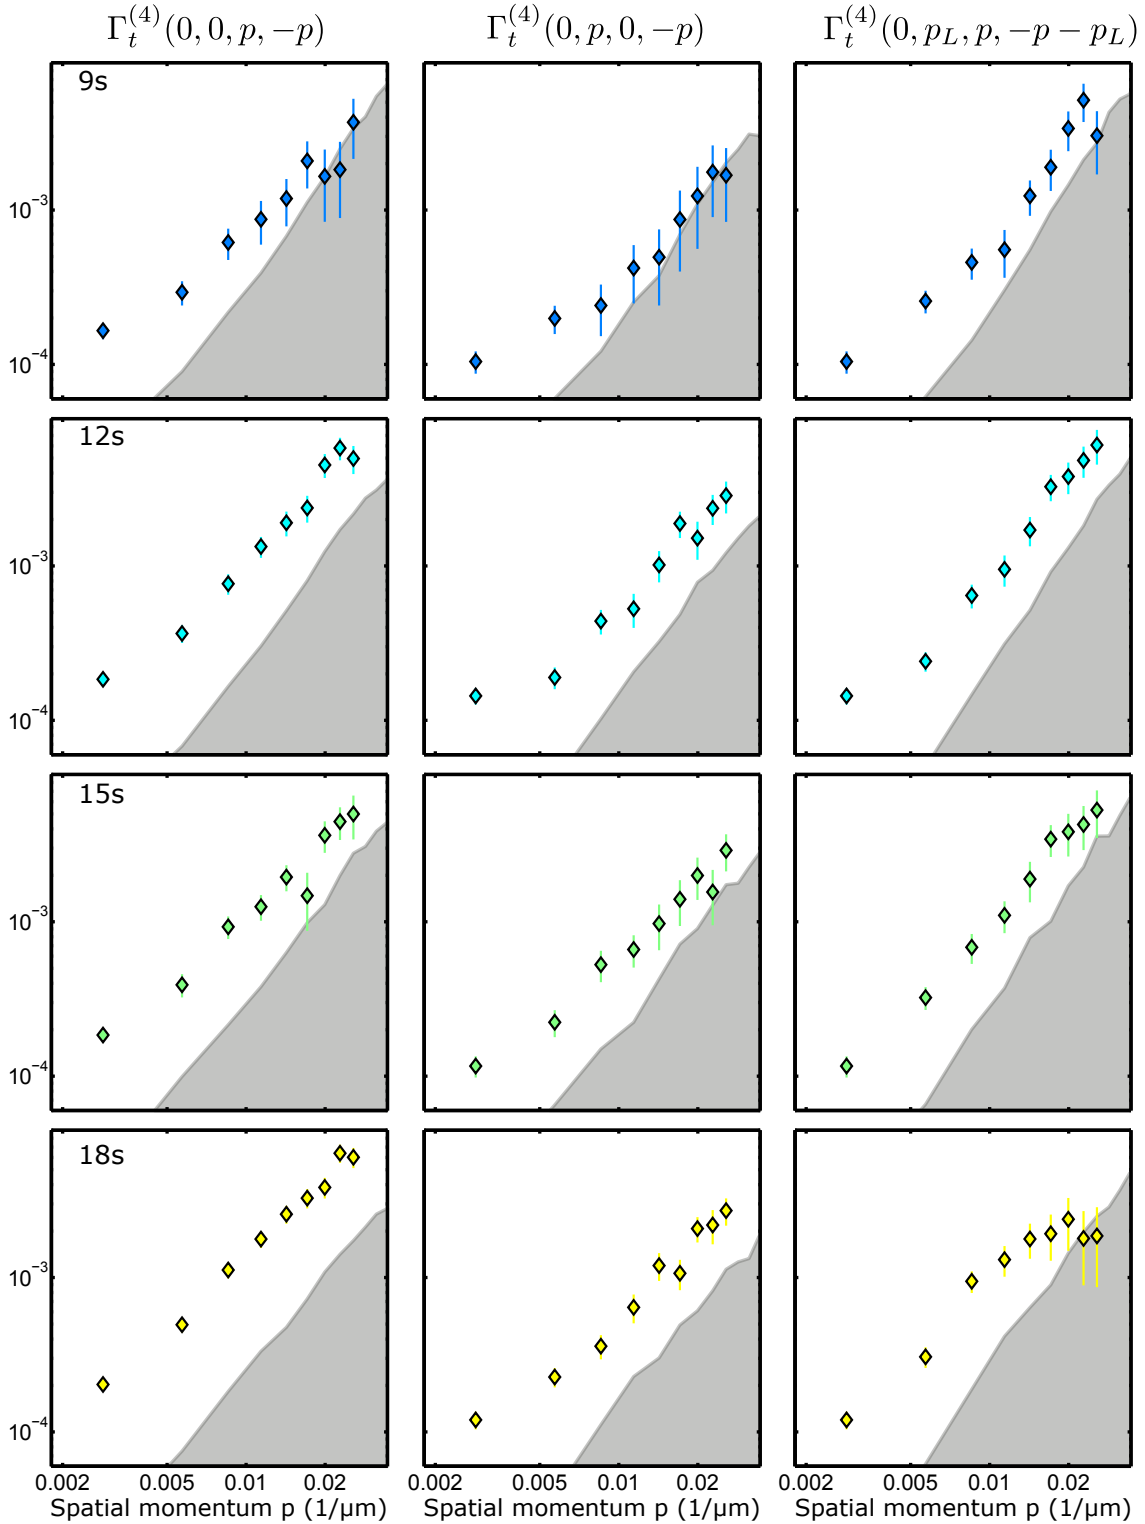 Γₜ⁽⁴⁾(0, 0, p, −p) Γₜ⁽⁴⁾(0, p, 0, −p) Γₜ⁽⁴⁾(0, p_L, p, −p − p_L)
9s
10⁻³
10⁻⁴
12s
10⁻³
10⁻⁴
15s
10⁻³
10⁻⁴
18s
10⁻³
10⁻⁴
0.002 0.005 0.01 0.02 0.002 0.005 0.01 0.02 0.002 0.005 0.01 0.02
Spatial momentum p (1/μm) Spatial momentum p (1/μm) Spatial momentum p (1/μm)